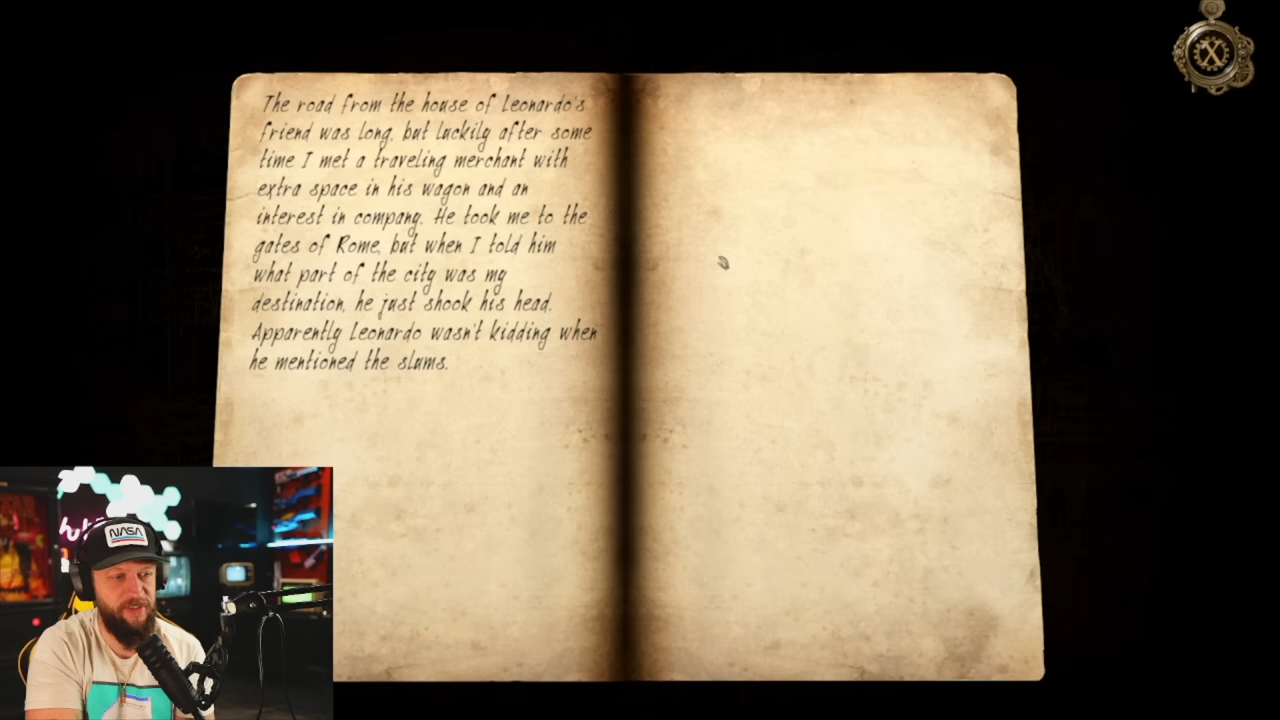 The road from the house of Leonardo's
friend was long, but luckily after some
time I met a traveling merchant with
extra space in his wagon and an
interest in company. He took me to the
gates of Rome, but when I told him
what part of the city was my
destination, he just shook his head.
Apparently Leonardo wasn't kidding when
he mentioned the slums.
X
NASA